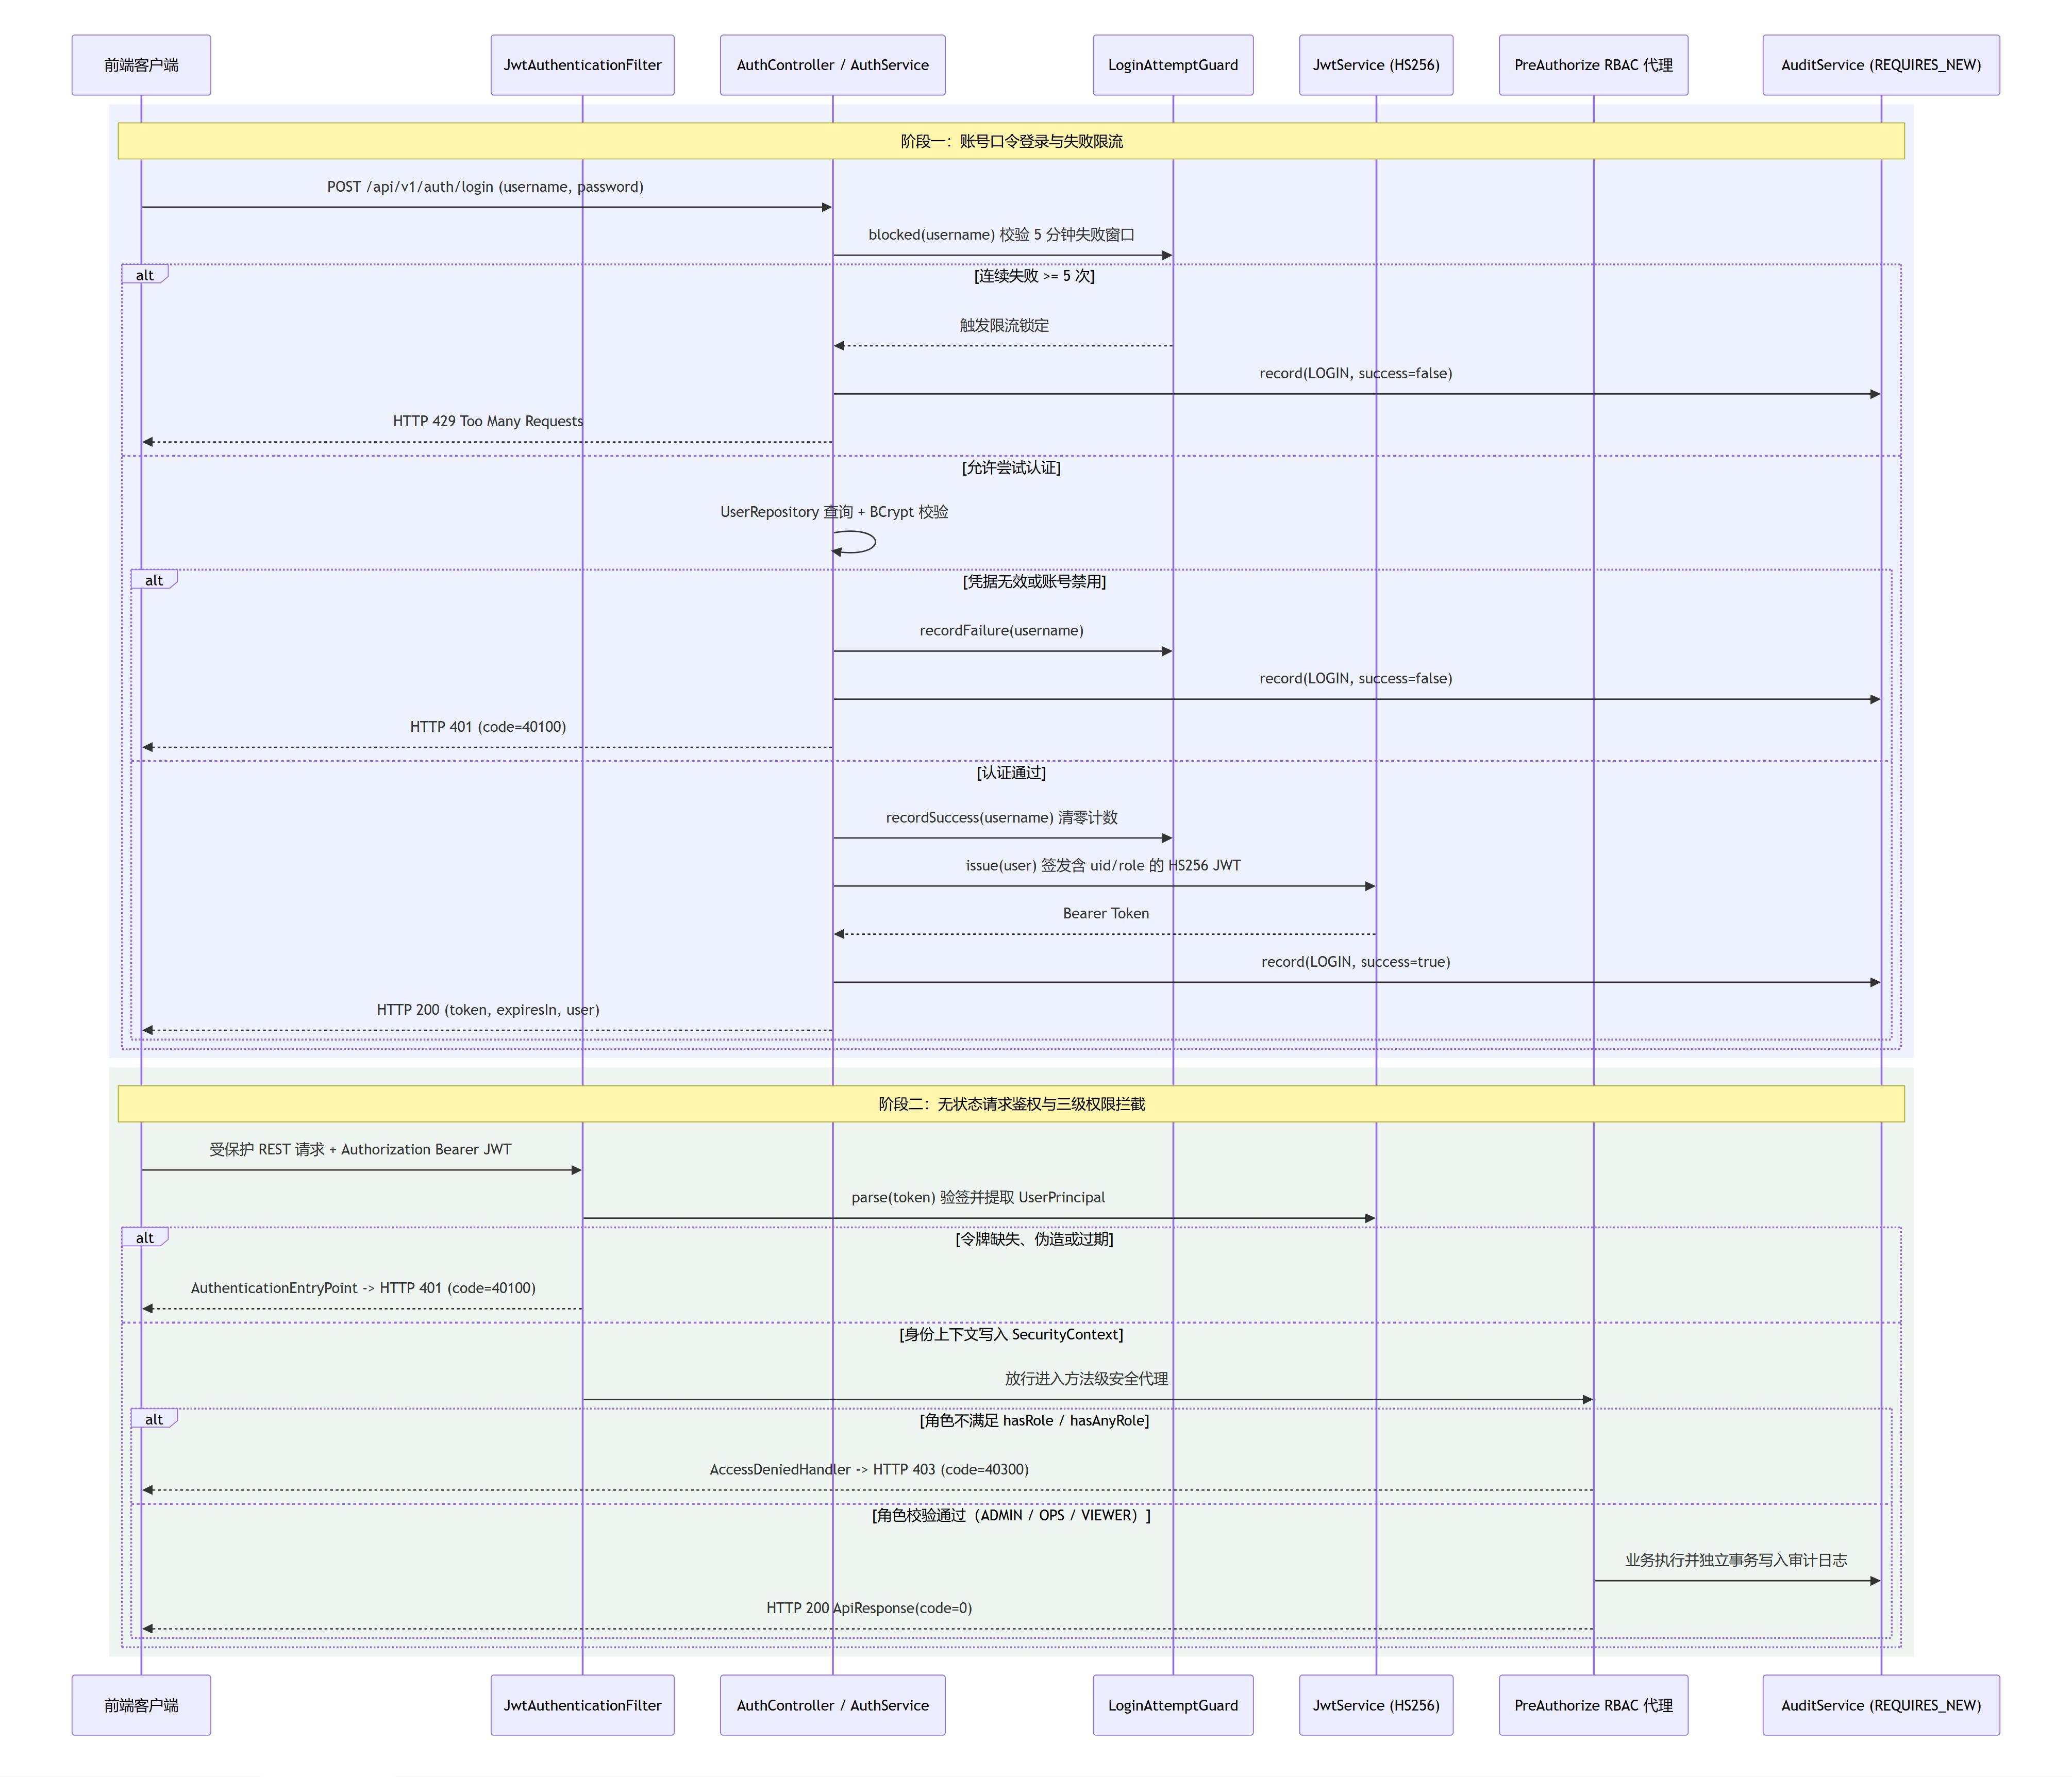 前端客户端
JwtAuthenticationFilter
AuthController / AuthService
LoginAttemptGuard
JwtService (HS256)
PreAuthorize RBAC 代理
AuditService (REQUIRES_NEW)
阶段一：账号口令登录与失败限流
POST /api/v1/auth/login (username, password)
blocked(username) 校验 5 分钟失败窗口
alt
[连续失败 >= 5 次]
触发限流锁定
record(LOGIN, success=false)
HTTP 429 Too Many Requests
[允许尝试认证]
UserRepository 查询 + BCrypt 校验
alt
[凭据无效或账号禁用]
recordFailure(username)
record(LOGIN, success=false)
HTTP 401 (code=40100)
[认证通过]
recordSuccess(username) 清零计数
issue(user) 签发含 uid/role 的 HS256 JWT
Bearer Token
record(LOGIN, success=true)
HTTP 200 (token, expiresIn, user)
阶段二：无状态请求鉴权与三级权限拦截
受保护 REST 请求 + Authorization Bearer JWT
parse(token) 验签并提取 UserPrincipal
alt
[令牌缺失、伪造或过期]
AuthenticationEntryPoint -> HTTP 401 (code=40100)
[身份上下文写入 SecurityContext]
放行进入方法级安全代理
alt
[角色不满足 hasRole / hasAnyRole]
AccessDeniedHandler -> HTTP 403 (code=40300)
[角色校验通过（ADMIN / OPS / VIEWER）]
业务执行并独立事务写入审计日志
HTTP 200 ApiResponse(code=0)
前端客户端
JwtAuthenticationFilter
AuthController / AuthService
LoginAttemptGuard
JwtService (HS256)
PreAuthorize RBAC 代理
AuditService (REQUIRES_NEW)